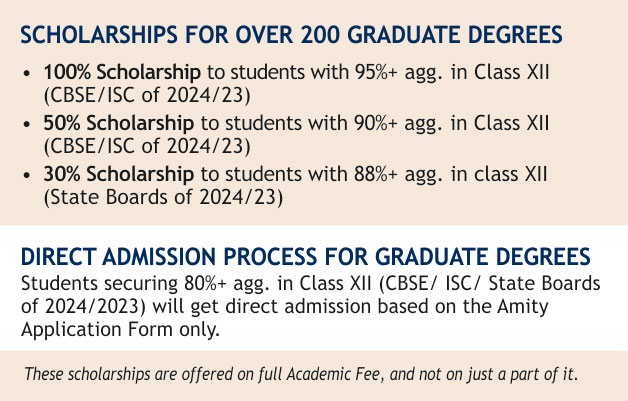 SCHOLARSHIPS FOR OVER 200 GRADUATE DEGREES
• 100% Scholarship to students with 95%+ agg. in Class XII
(CBSE/ISC of 2024/23)
• 50% Scholarship to students with 90%+ agg. in Class XII
(CBSE/ISC of 2024/23)
• 30% Scholarship to students with 88%+ agg. in class XII
(State Boards of 2024/23)
DIRECT ADMISSION PROCESS FOR GRADUATE DEGREES
Students securing 80%+ agg. in Class XII (CBSE/ ISC/ State Boards
of 2024/2023) will get direct admission based on the Amity
Application Form only.
These scholarships are offered on full Academic Fee, and not on just a part of it.